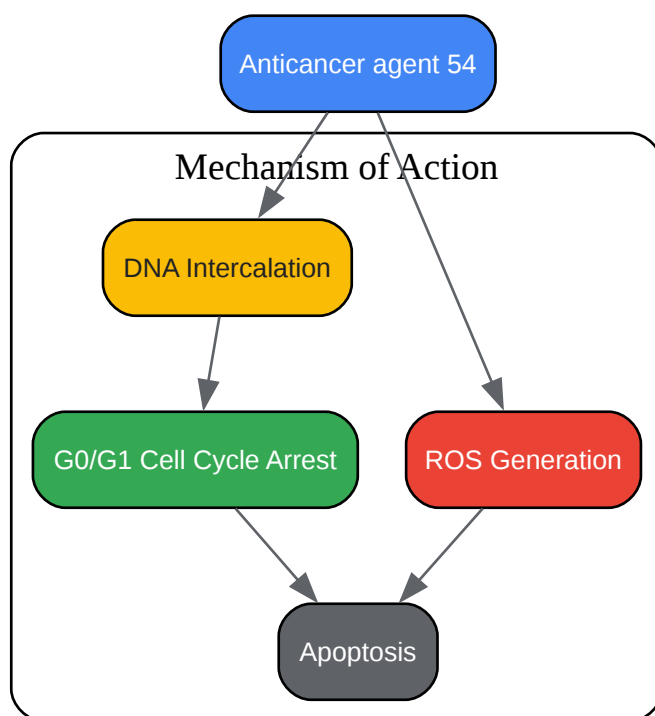 Anticancer agent 54
Mechanism of Action
DNA Intercalation
G0/G1 Cell Cycle Arrest
ROS Generation
Apoptosis